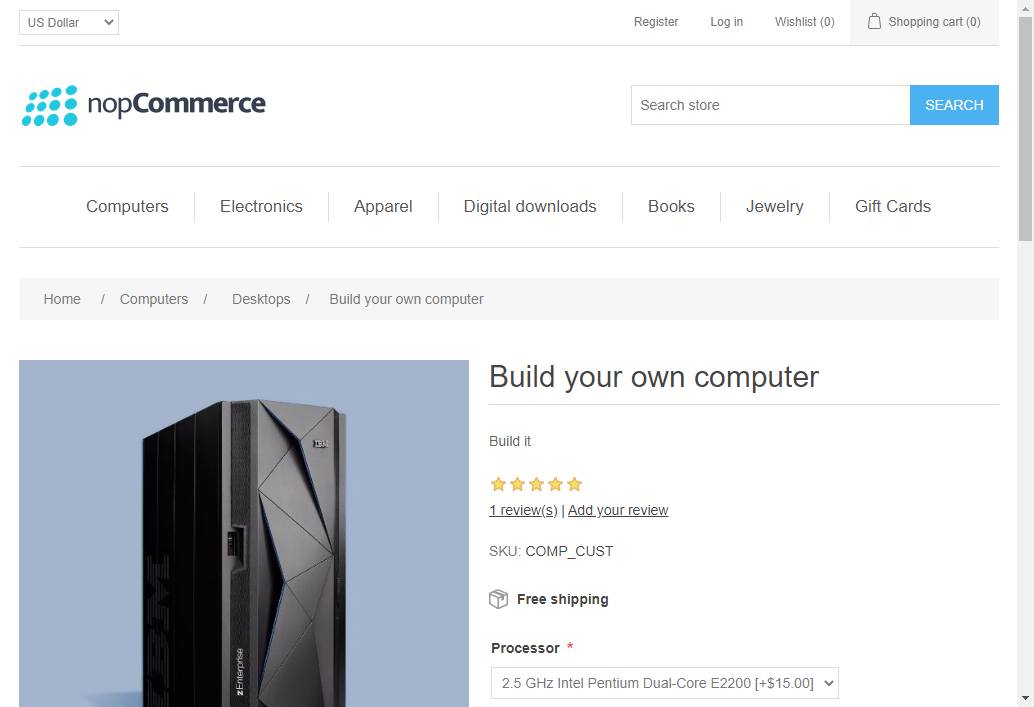 US Dollar
Register
Log in
Wishlist (0)
Shopping cart (0)
nopCommerce
Search store
SEARCH
Computers
Electronics
Apparel
Digital downloads
Books
Jewelry
Gift Cards
Home / Computers / Desktops / Build your own computer
Build your own computer
IBM
IBM
zEnterprise
Build it
1 review(s) | Add your review
SKU: COMP_CUST
Free shipping
Processor *
2.5 GHz Intel Pentium Dual-Core E2200 [+$15.00]